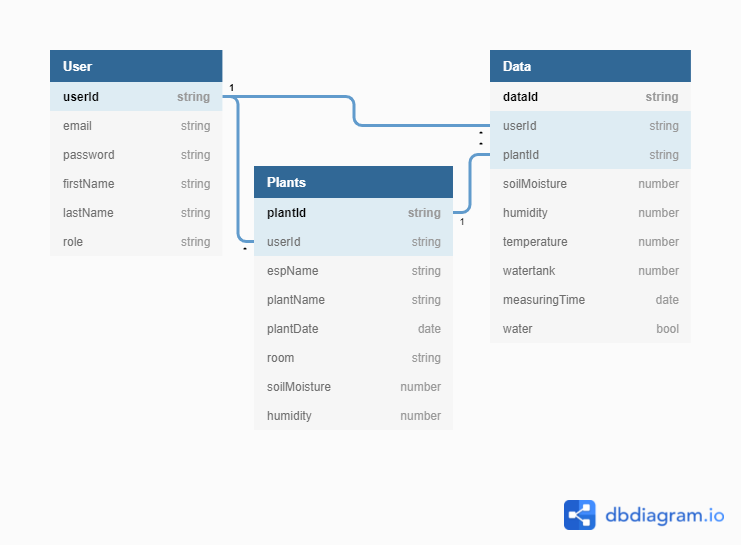 User
userId string
email string
password string
firstName string
lastName string
role string
1
*
Plants
plantId string
userId string
espName string
plantName string
plantDate date
room string
soilMoisture number
humidity number
1
*
*
Data
dataId string
userId string
plantId string
soilMoisture number
humidity number
temperature number
watertank number
measuringTime date
water bool
dbdiagram.io